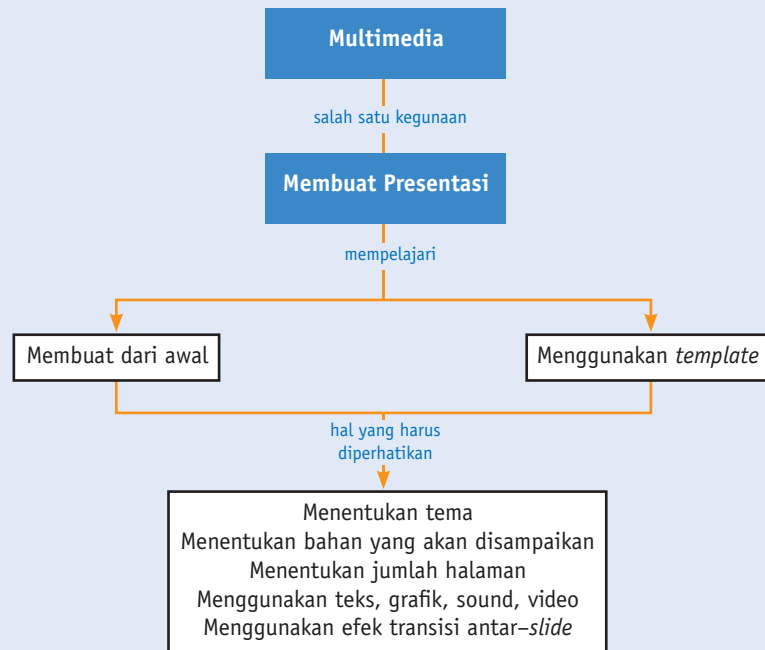 Multimedia
salah satu kegunaan
Membuat Presentasi
mempelajari
Membuat dari awal
Menggunakan template
hal yang harus
diperhatikan
Menentukan tema
Menentukan bahan yang akan disampaikan
Menentukan jumlah halaman
Menggunakan teks, grafik, sound, video
Menggunakan efek transisi antar–slide